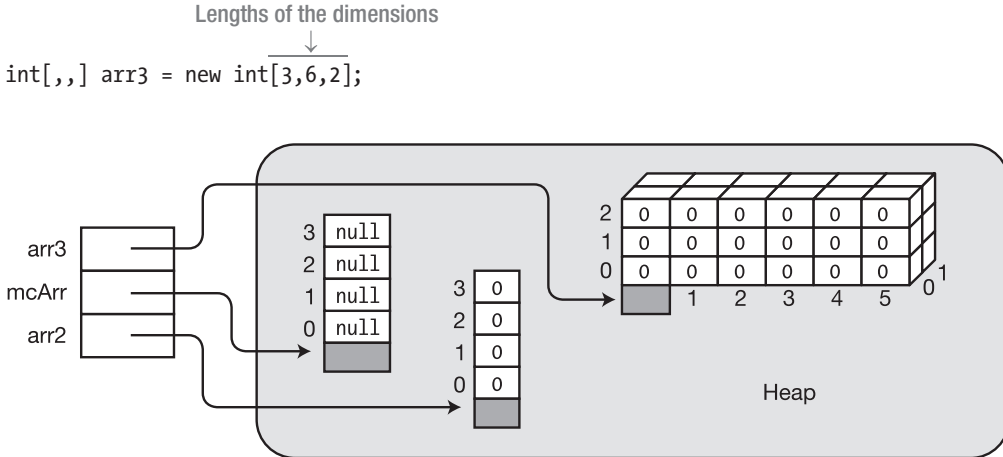 Lengths of the dimensions
int[,,] arr3 = new int[3,6,2];
arr3
mcArr
arr2
3 null
2 null
1 null
0 null
3 0
2 0
1 0
0 0
2 0 0 0 0 0 0
1 0 0 0 0 0 0
0 0 0 0 0 0 0
1 2 3 4 5 0 1
Heap